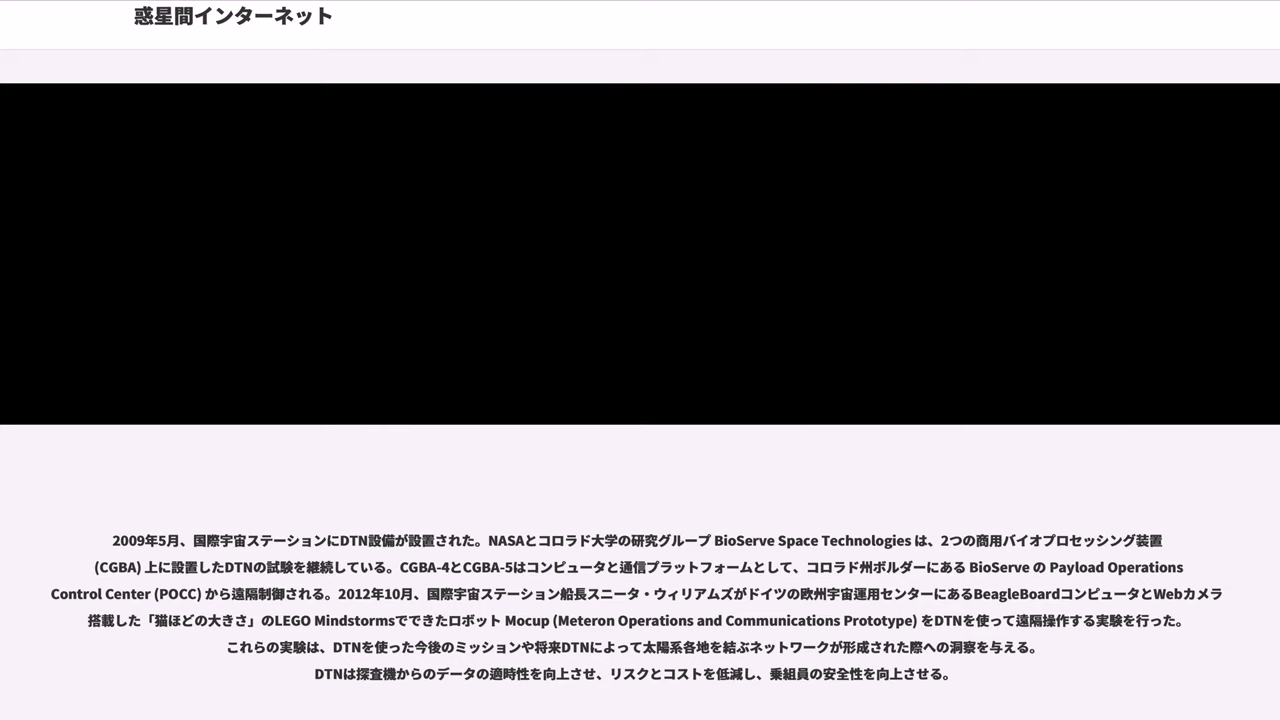 惑星間インターネット
2009年5月、国際宇宙ステーションにDTN設備が設置された。NASAとコロラド大学の研究グループ BioServe Space Technologies は、2つの商用バイオプロセッシング装置
(CGBA) 上に設置したDTNの試験を継続している。CGBA-4とCGBA-5はコンピュータと通信プラットフォームとして、コロラド州ボルダーにある BioServe の Payload Operations
Control Center (POCC) から遠隔制御される。2012年10月、国際宇宙ステーション船長スニータ・ウィリアムズがドイツの欧州宇宙運用センターにあるBeagleBoardコンピュータとWebカメラ
搭載した「猫ほどの大きさ」のLEGO Mindstormsでできたロボット Mocup (Meteron Operations and Communications Prototype) をDTNを使って遠隔操作する実験を行った。
これらの実験は、DTNを使った今後のミッションや将来DTNによって太陽系各地を結ぶネットワークが形成された際への洞察を与える。
DTNは探査機からのデータの適時性を向上させ、リスクとコストを低減し、乗組員の安全性を向上させる。